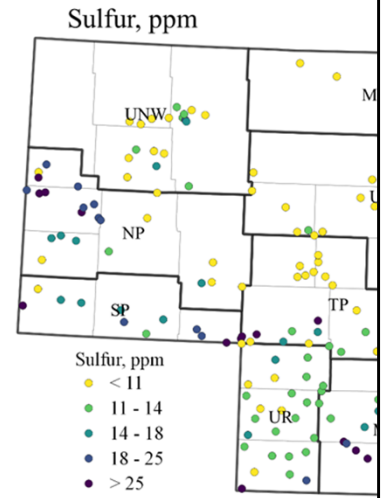 Sulfur, ppm
M
UNW
U
NP
SP
TP
Sulfur, ppm
< 11
11 - 14
14 - 18
18 - 25
> 25
UR